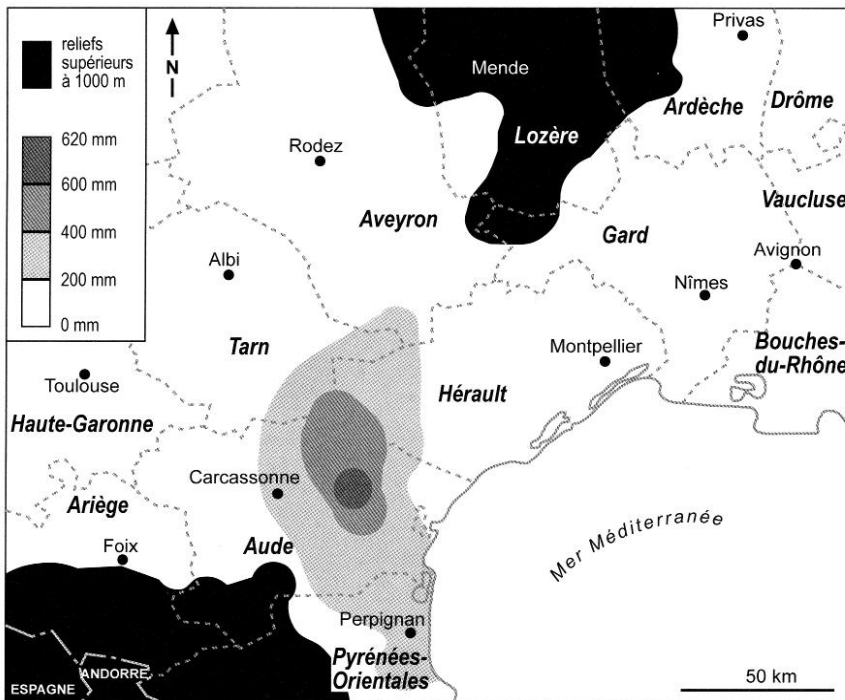 reliefs
supérieurs
à 1000 m
620 mm
600 mm
400 mm
200 mm
0 mm
N
Privas
Mende
Ardèche
Drôme
Lozère
Rodez
Aveyron
Vaucluse
Gard
Avignon
Albi
Nîmes
Tarn
Montpellier
Bouches-
du-Rhône
Toulouse
Hérault
Haute-Garonne
Carcassonne
Ariège
Foix
Aude
Mer Méditerranée
Perpignan
Pyrénées-
Orientales
ANDORRE
ESPAGNE
50 km